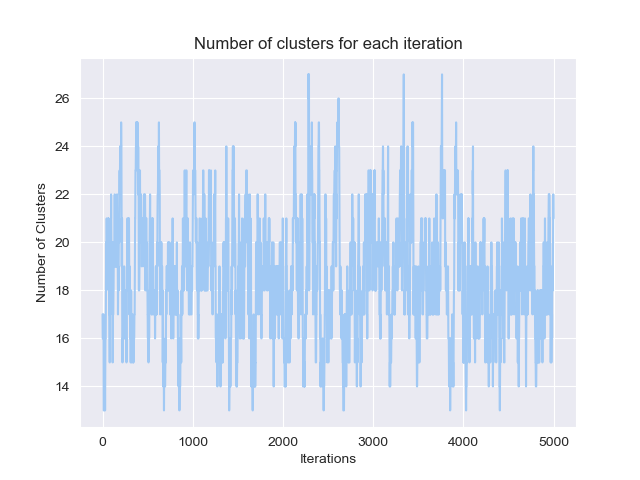 Number of clusters for each iteration
26
24
22
20
18
16
14
Number of Clusters
0 1000 2000 3000 4000 5000
Iterations